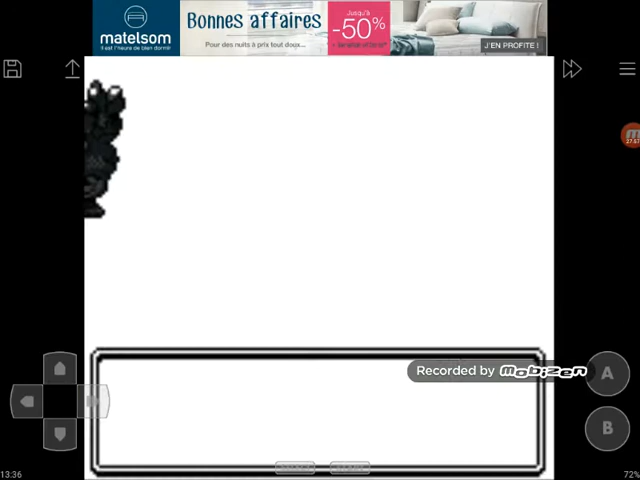 matelsom
il est l'heure de bien dormir
Bonnes affaires
Pour des nuits à prix tout doux...
Jusqu'à
-50%
J'EN PROFITE !
Recorded by Mobizen
A
B
13:36
72%